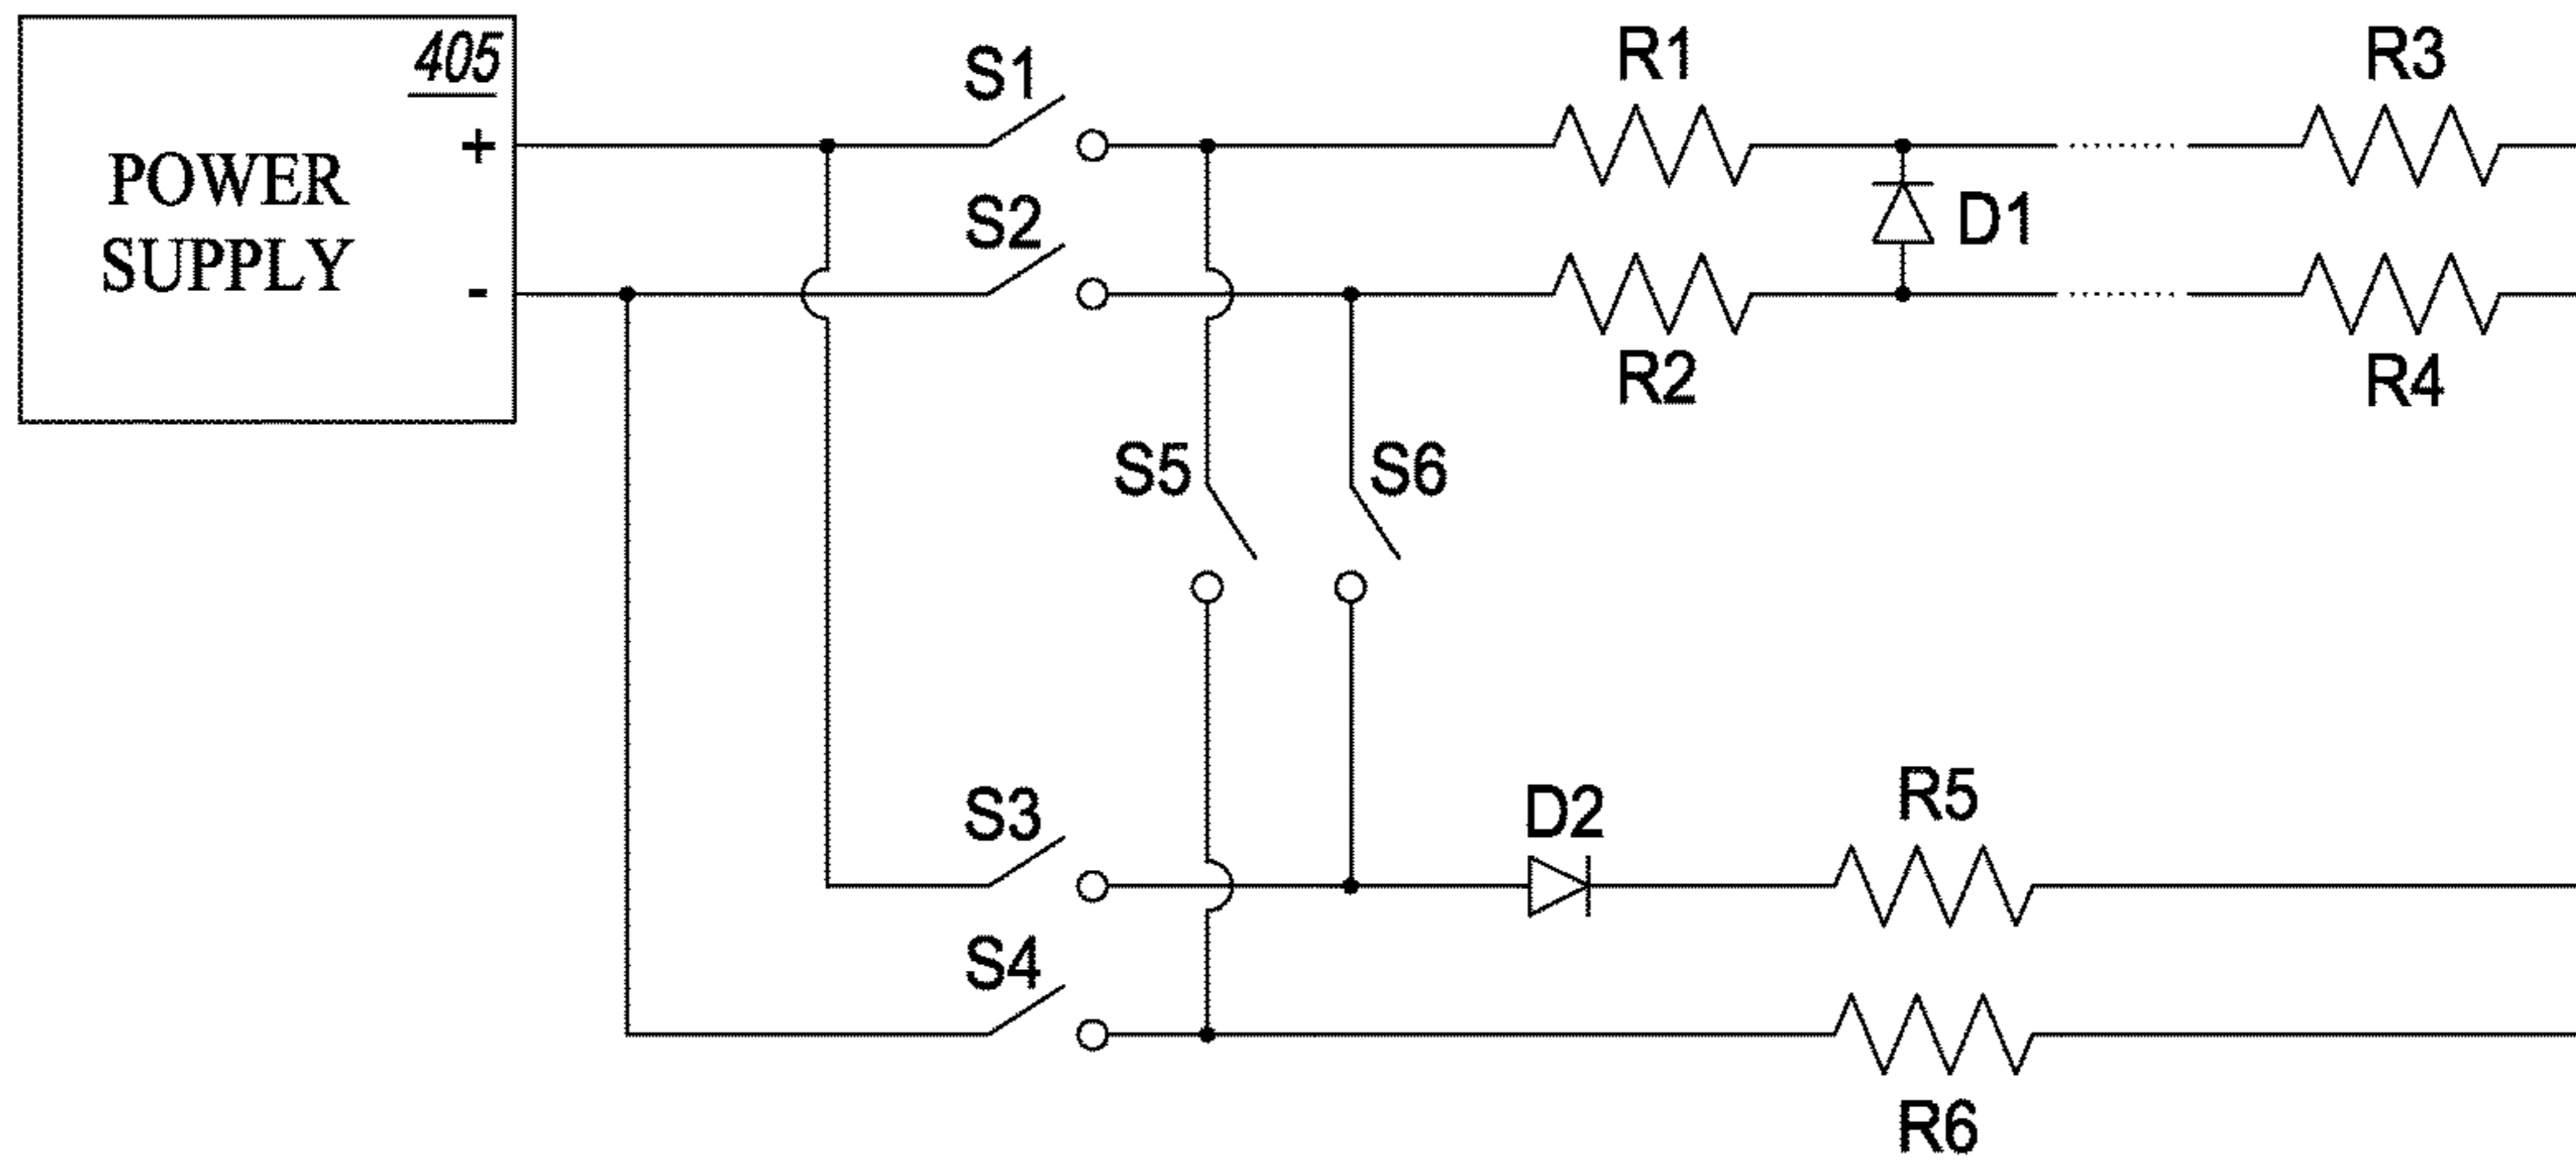 405
+
POWER
SUPPLY
-
S1
S2
R1
R3
D1
R2
R4
S5
S6
S3
D2
R5
S4
R6